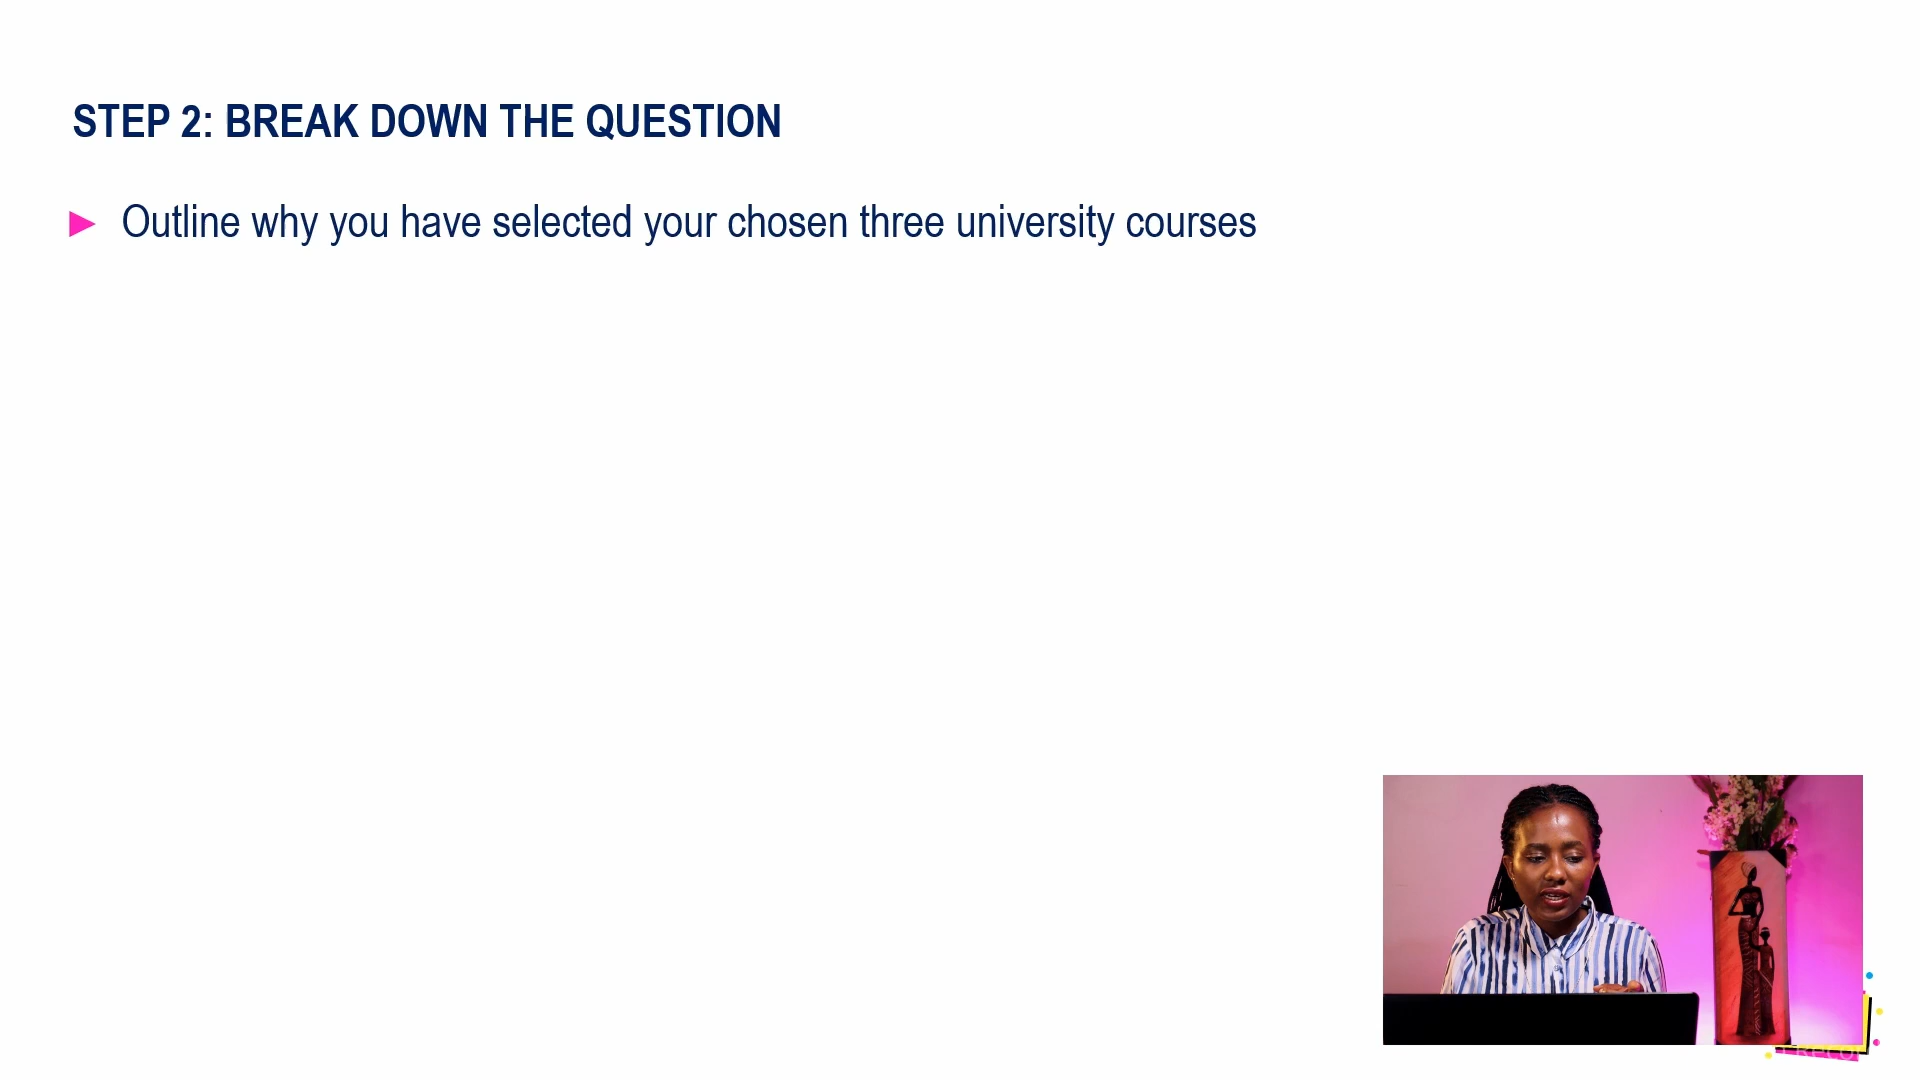 STEP 2: BREAK DOWN THE QUESTION
► Outline why you have selected your chosen three university courses